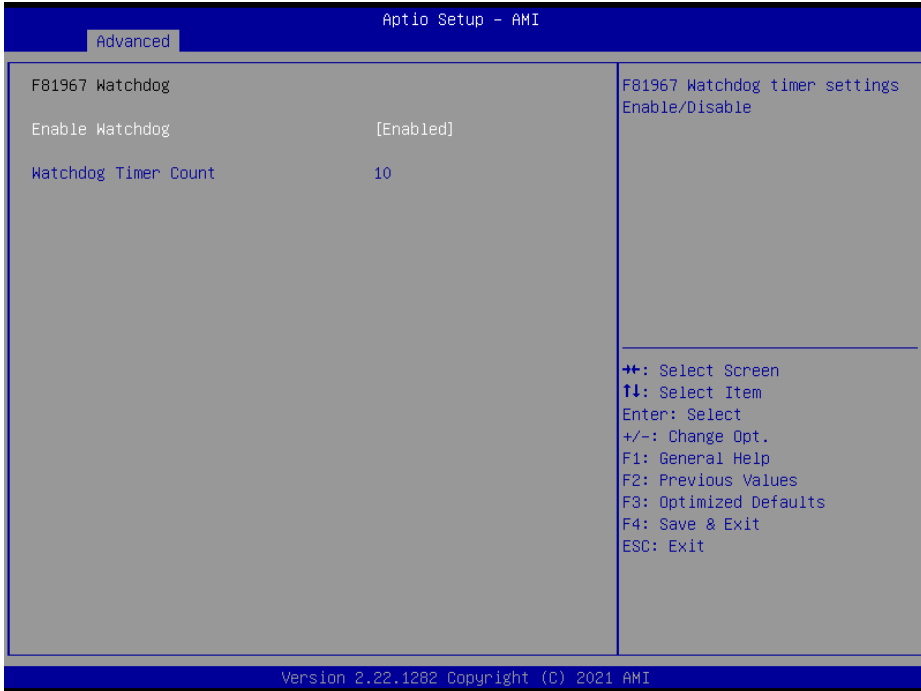 Aptio Setup - AMI
Advanced
F81967 Watchdog
Enable Watchdog [Enabled]
Watchdog Timer Count 10
F81967 Watchdog timer settings
Enable/Disable
→←: Select Screen
↑↓: Select Item
Enter: Select
+/-: Change Opt.
F1: General Help
F2: Previous Values
F3: Optimized Defaults
F4: Save & Exit
ESC: Exit
Version 2.22.1282 Copyright (C) 2021 AMI